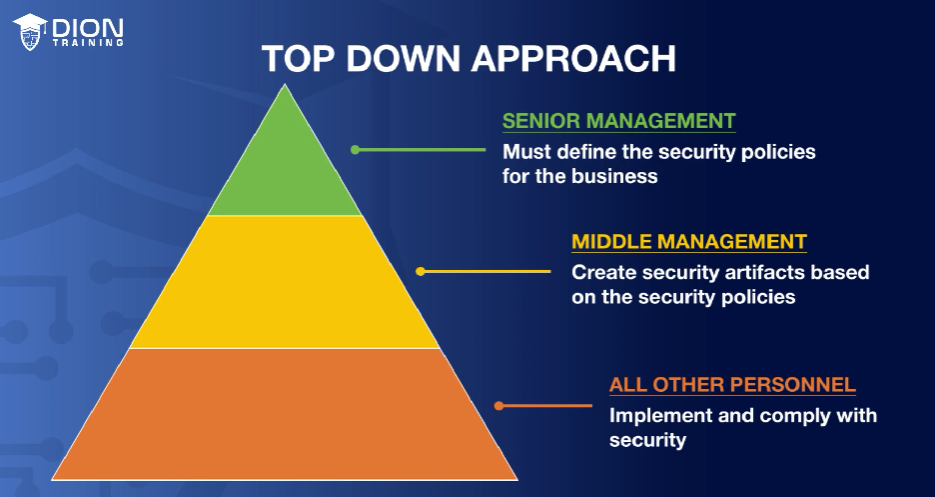 DION
TRAINING
TOP DOWN APPROACH
SENIOR MANAGEMENT
Must define the security policies
for the business
MIDDLE MANAGEMENT
Create security artifacts based
on the security policies
ALL OTHER PERSONNEL
Implement and comply with
security